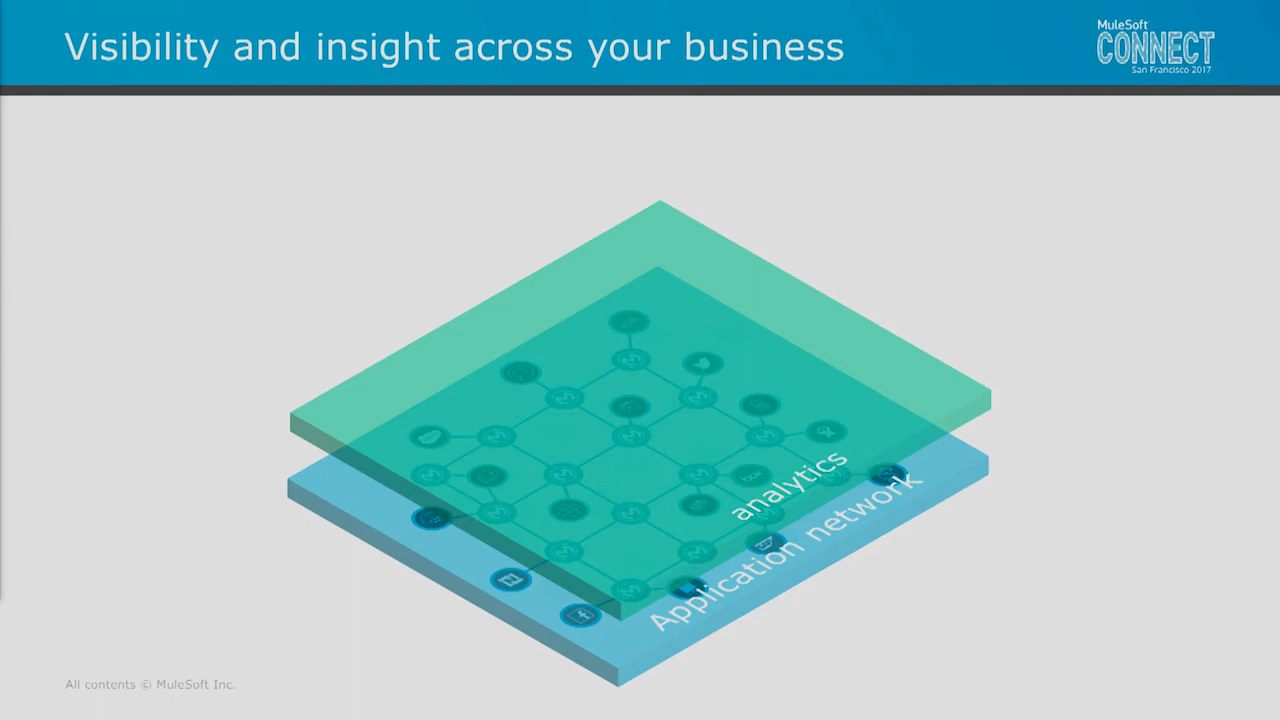 Visibility and insight across your business
MuleSoft
CONNECT
San Francisco 2017
analytics
Application network
All contents © MuleSoft Inc.